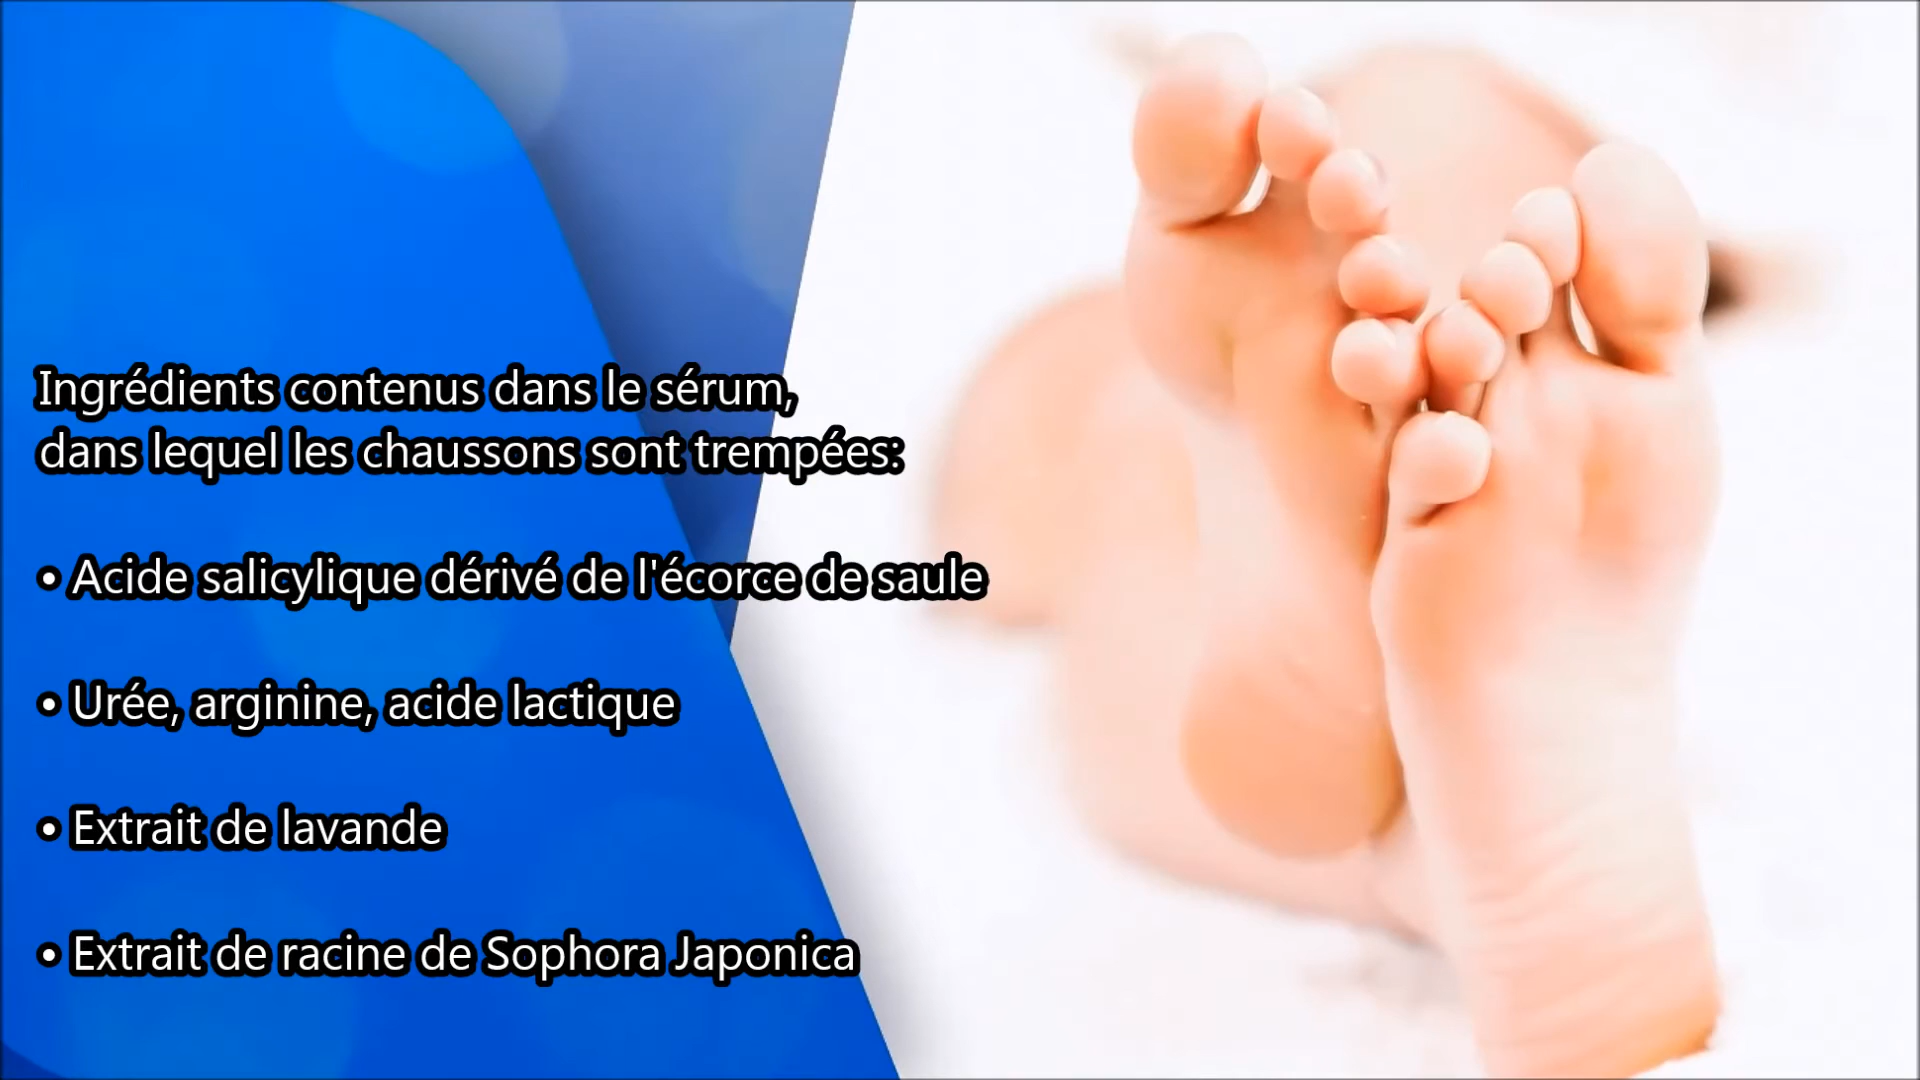 Ingrédients contenus dans le sérum,
dans lequel les chaussons sont trempées:
• Acide salicylique dérivé de l'écorce de saule
• Urée, arginine, acide lactique
• Extrait de lavande
• Extrait de racine de Sophora Japonica